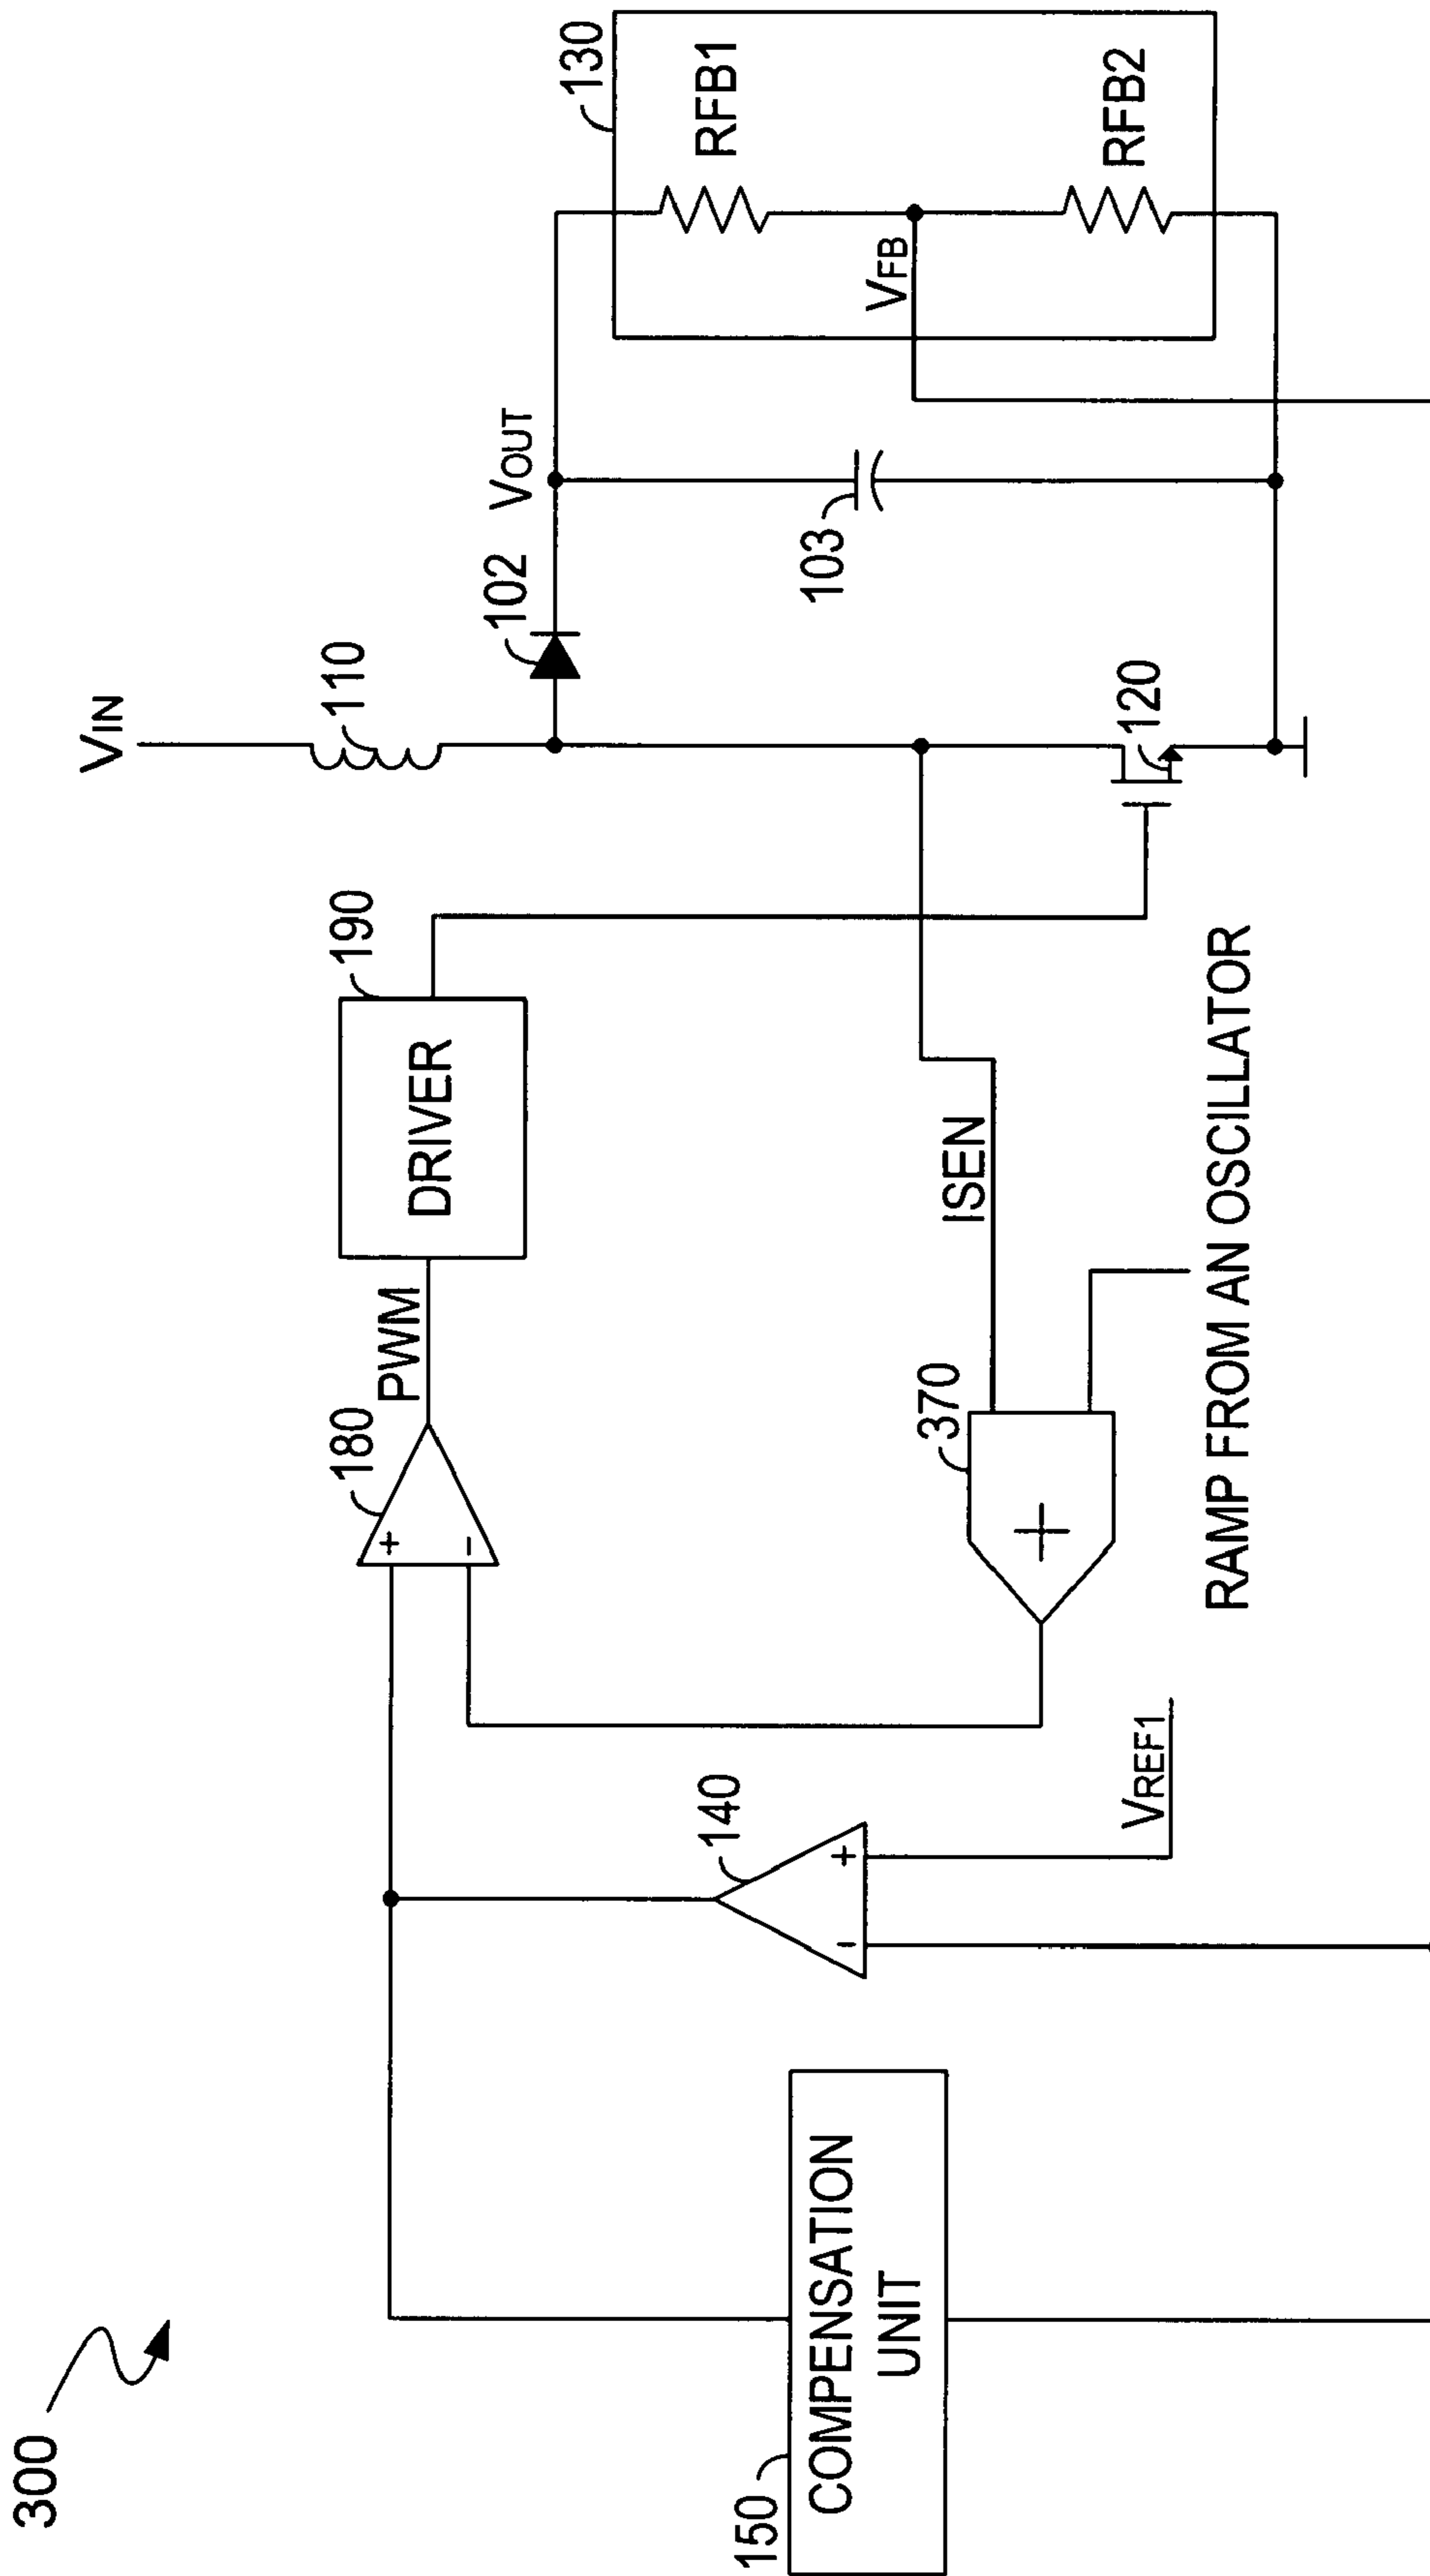 300
VIN
110
102
VOUT
130
RFB1
RFB2
VFB
103
120
190
DRIVER
PWM
180
+
−
ISEN
370
+
RAMP FROM AN OSCILLATOR
140
−
+
VREF1
150
COMPENSATION
UNIT